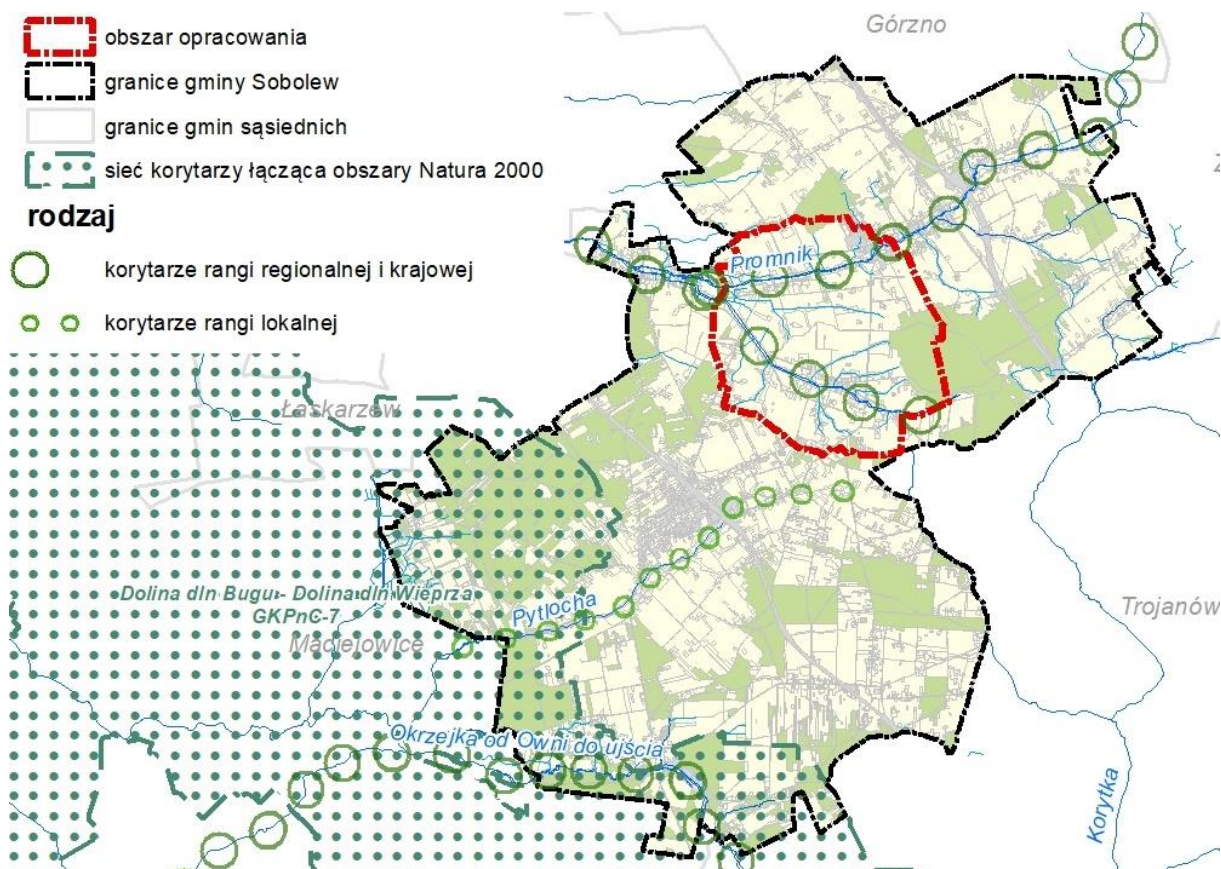 obszar opracowania
granice gminy Sobolew
granice gmin sąsiednich
sieć korytarzy łącząca obszary Natura 2000
rodzaj
korytarze rangi regionalnej i krajowej
korytarze rangi lokalnej
Górzno
Ż
Promnik
Łaskarzew
Dolina dln Bugu - Dolina dln Wieprza
GKPnC-7
Pytlocha
Maciejowice
Trojanów
Okrzejka od Owni do ujścia
Korytka